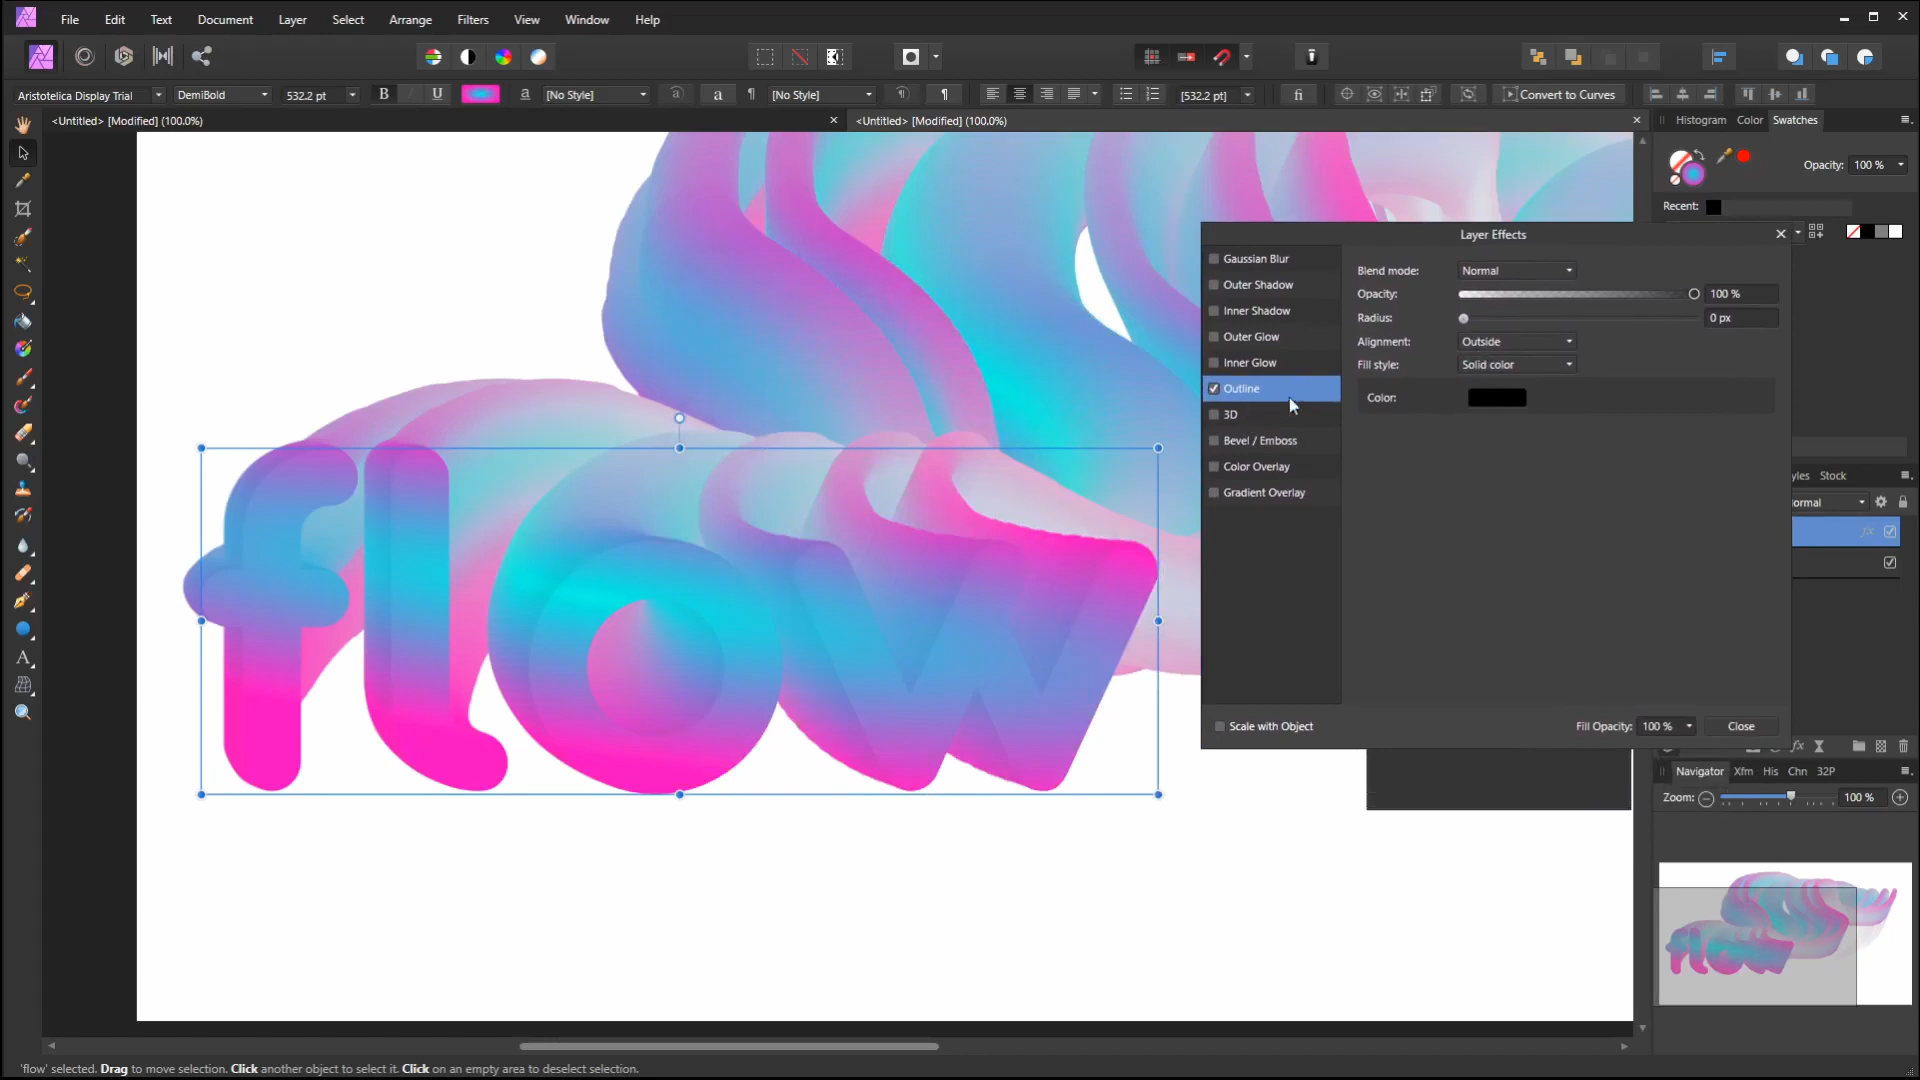 File Edit Text Document Layer Select Arrange Filters View Window Help
Aristotelica Display Trial DemiBold 532.2 pt B U a [No Style] a ¶ [No Style] ¶ [532.2 pt] fi Convert to Curves
<Untitled> [Modified] (100.0%) <Untitled> [Modified] (100.0%)
Histogram Color Swatches
Opacity: 100 %
Recent:
Layer Effects
Gaussian Blur
Outer Shadow
Inner Shadow
Outer Glow
Inner Glow
Outline
3D
Bevel / Emboss
Color Overlay
Gradient Overlay
Blend mode: Normal
Opacity: 100 %
Radius: 0 px
Alignment: Outside
Fill style: Solid color
Color:
Scale with Object Fill Opacity: 100 % Close
yles Stock
ormal
fx
fx
flow
Navigator Xfm His Chn 32P
Zoom: 100 %
A
'flow' selected. Drag to move selection. Click another object to select it. Click on an empty area to deselect selection.